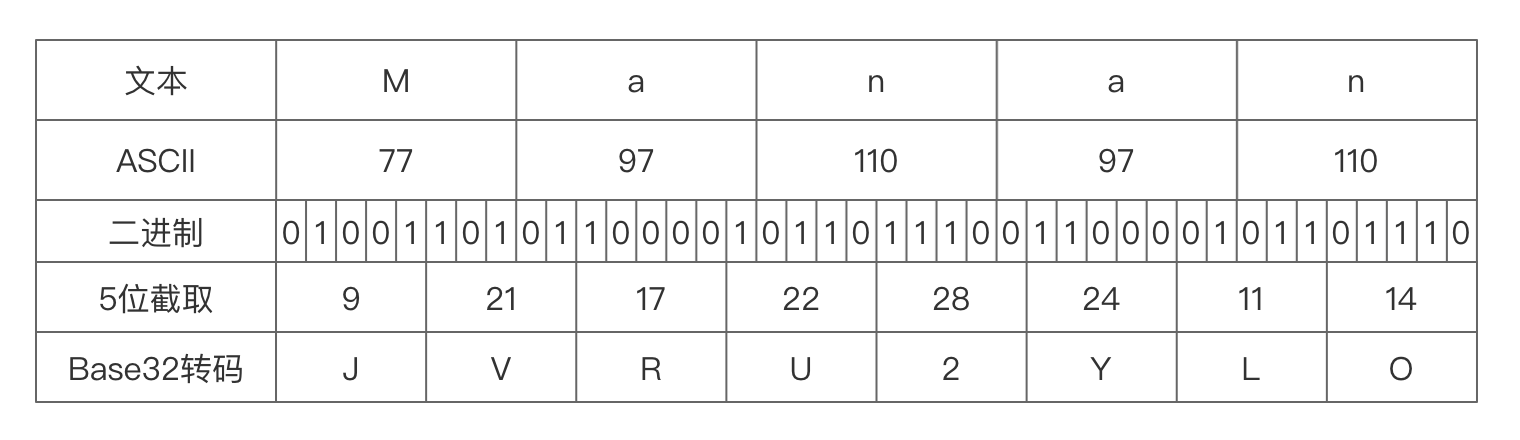 文本 M a n a n
ASCII 77 97 110 97 110
二进制 0 1 0 0 1 1 0 1 0 1 1 0 0 0 0 1 0 1 1 0 1 1 1 0 0 1 1 0 0 0 0 1 0 1 1 0 1 1 1 0
5位截取 9 21 17 22 28 24 11 14
Base32转码 J V R U 2 Y L O